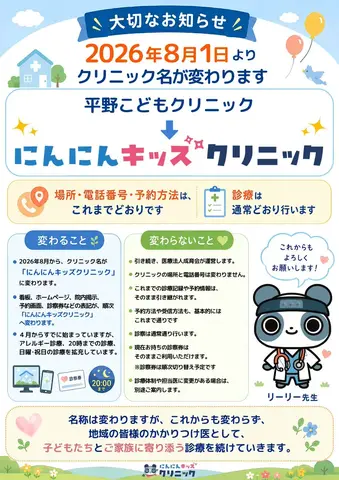 大切なお知らせ
2026年8月1日より
クリニック名が変わります
平野こどもクリニック
にんにんキッズクリニック
場所・電話番号・予約方法は、
これまでどおりです
診療は
通常どおり行います
変わること
2026年8月から、クリニック名が
「にんにんキッズクリニック」
に変わります。
看板、ホームページ、院内掲示、
予約画面、診察券などの表記が、順次
「にんにんキッズクリニック」
へ変わります。
4月からすでに始まっていますが、
アレルギー診療、20時までの診療、
日曜・祝日の診療を拡充しています。
診察券
20:00
まで
変わらないこと
引き続き、医療法人成育会が運営します。
クリニックの場所と電話番号は変わりません。
これまでの診療記録や予約情報は、
そのまま引き継がれます。
予約方法や受信方法も、基本的には
これまで通りです
診療は通常通り行います。
現在お持ちの診察券は
そのままご利用いただけます。
※診察券は順次切り替え予定です
診療体制や担当医に変更がある場合は、
別途ご案内します。
これからも
よろしく
お願いします!
リーリー先生
名称は変わりますが、これからも変わらず、
地域の皆様のかかりつけ医として、
子どもたちとご家族に寄り添う診療を続けていきます。
にんにんキッズ
クリニック